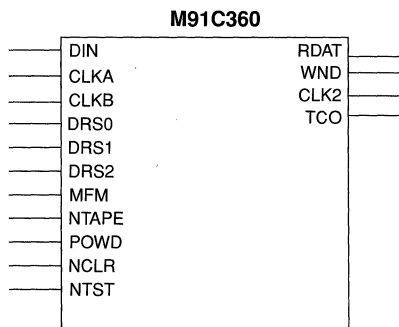 M91C360
DIN
CLKA
CLKB
DRS0
DRS1
DRS2
MFM
NTAPE
POWD
NCLR
NTST
RDAT
WND
CLK2
TCO